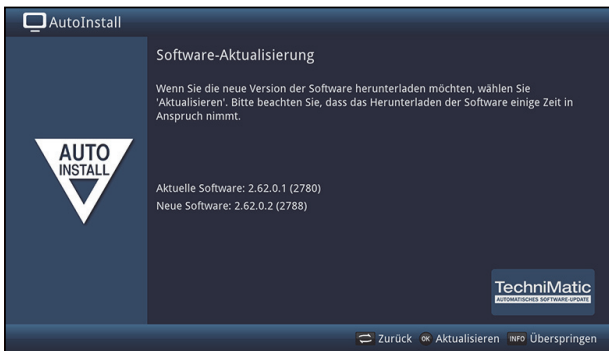 AutoInstall
Software-Aktualisierung
Wenn Sie die neue Version der Software herunterladen möchten, wählen Sie
'Aktualisieren'. Bitte beachten Sie, dass das Herunterladen der Software einige Zeit in
Anspruch nimmt.
AUTO
INSTALL
Aktuelle Software: 2.62.0.1 (2780)
Neue Software: 2.62.0.2 (2788)
TechniMatic
AUTOMATISCHES SOFTWARE-UPDATE
Zurück OK Aktualisieren INFO Überspringen